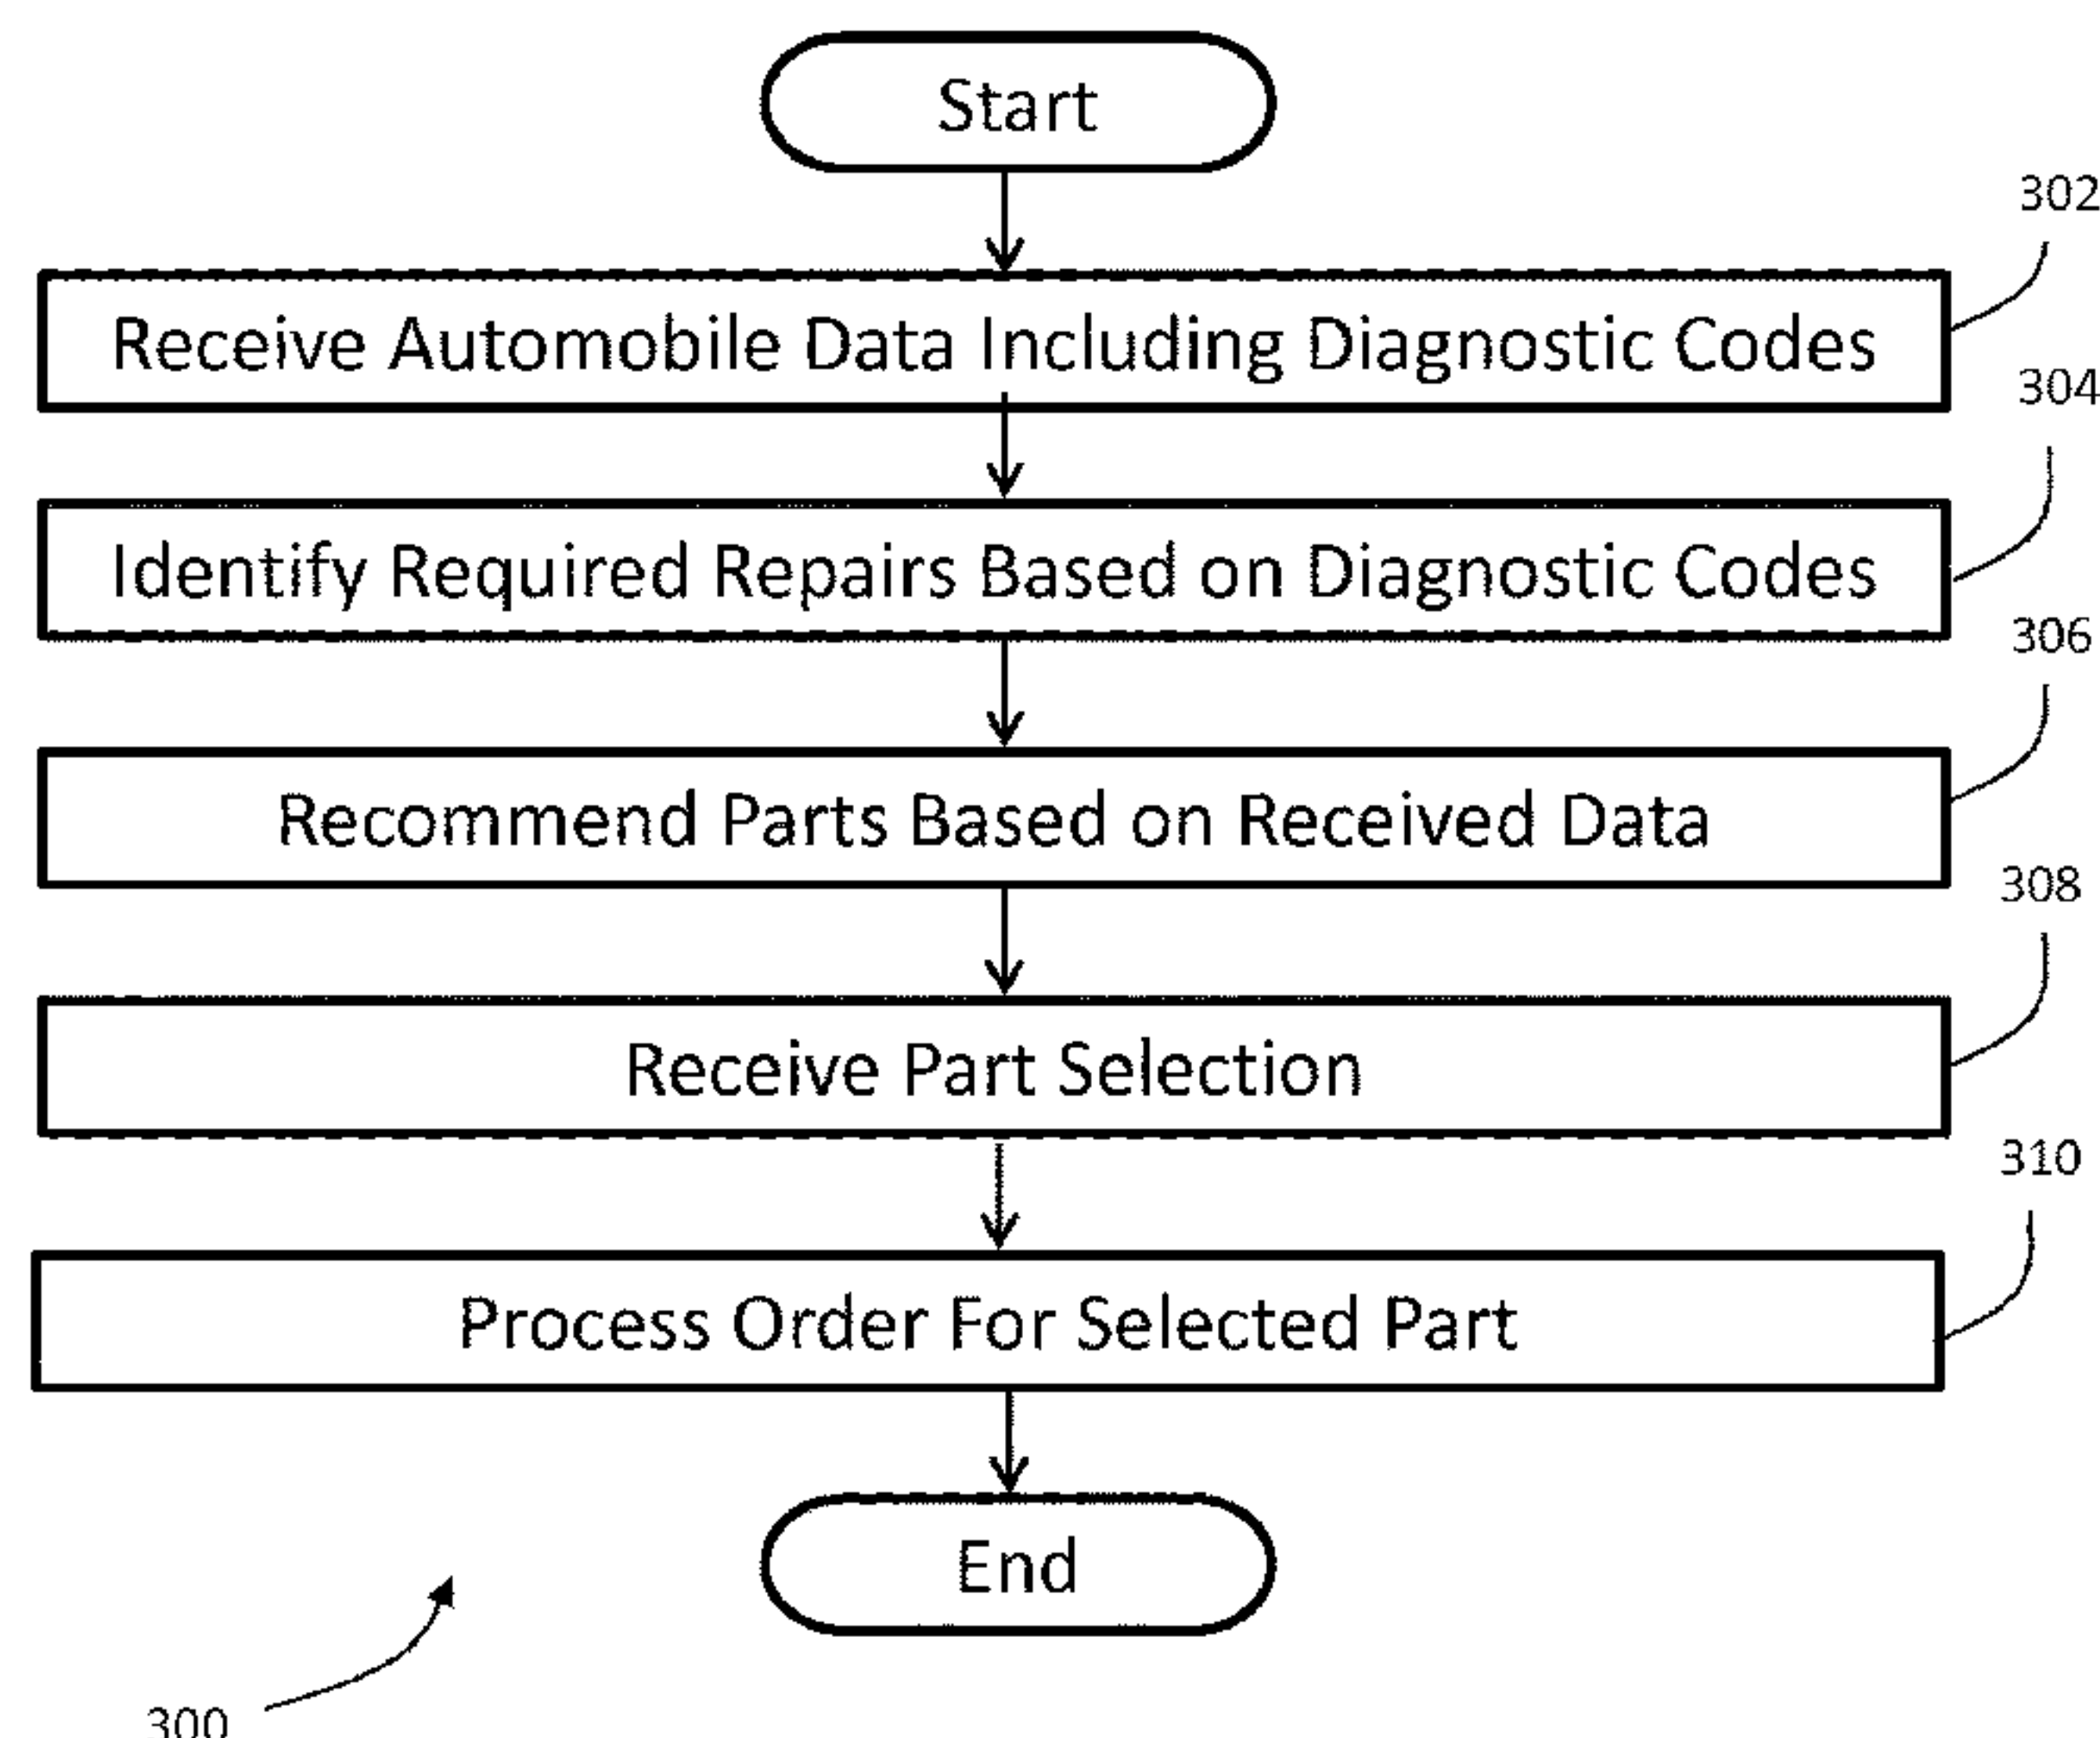 Start
302
Receive Automobile Data Including Diagnostic Codes
304
Identify Required Repairs Based on Diagnostic Codes
306
Recommend Parts Based on Received Data
308
Receive Part Selection
310
Process Order For Selected Part
End
300